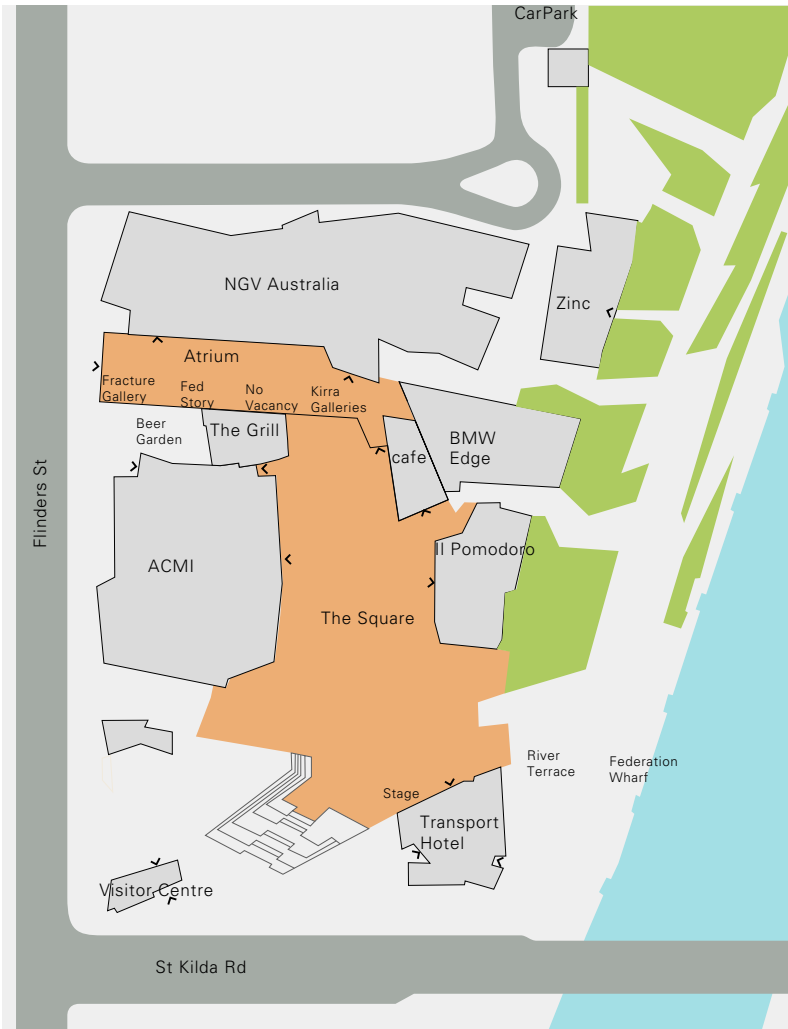 CarPark
NGV Australia
Zinc
Atrium
Fracture
Gallery
Fed
Story
No
Vacancy
Kirra
Galleries
Beer
Garden
The Grill
cafe
BMW
Edge
Flinders St
ACMI
Il Pomodoro
The Square
River
Terrace
Federation
Wharf
Stage
Transport
Hotel
Visitor Centre
St Kilda Rd